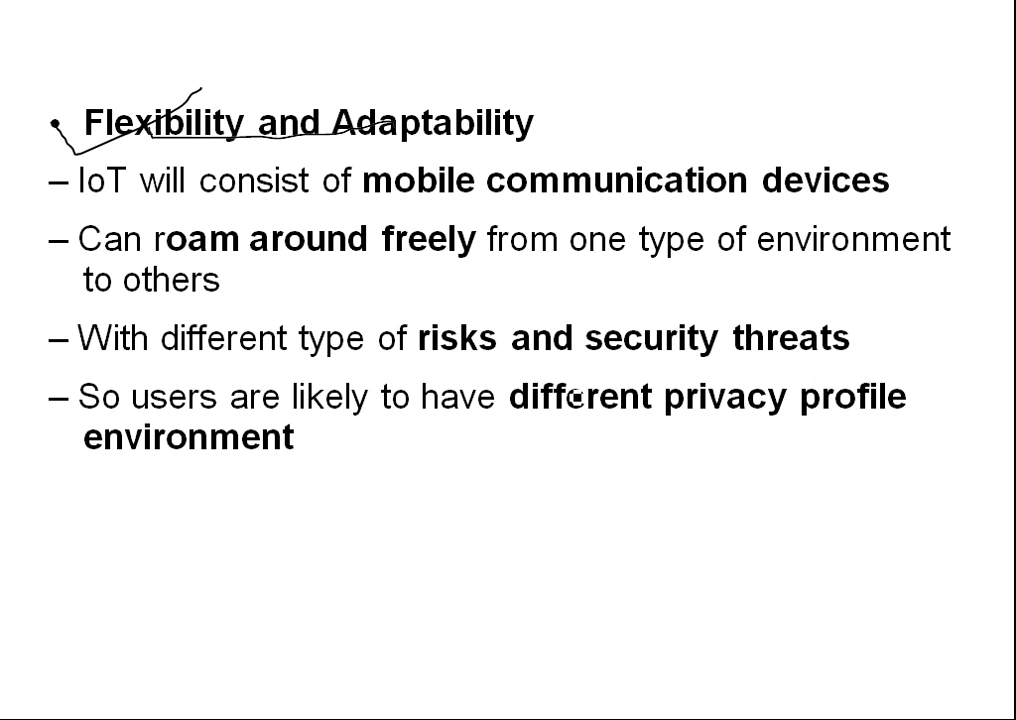 • Flexibility and Adaptability
– IoT will consist of mobile communication devices
– Can roam around freely from one type of environment
to others
– With different type of risks and security threats
– So users are likely to have different privacy profile
environment